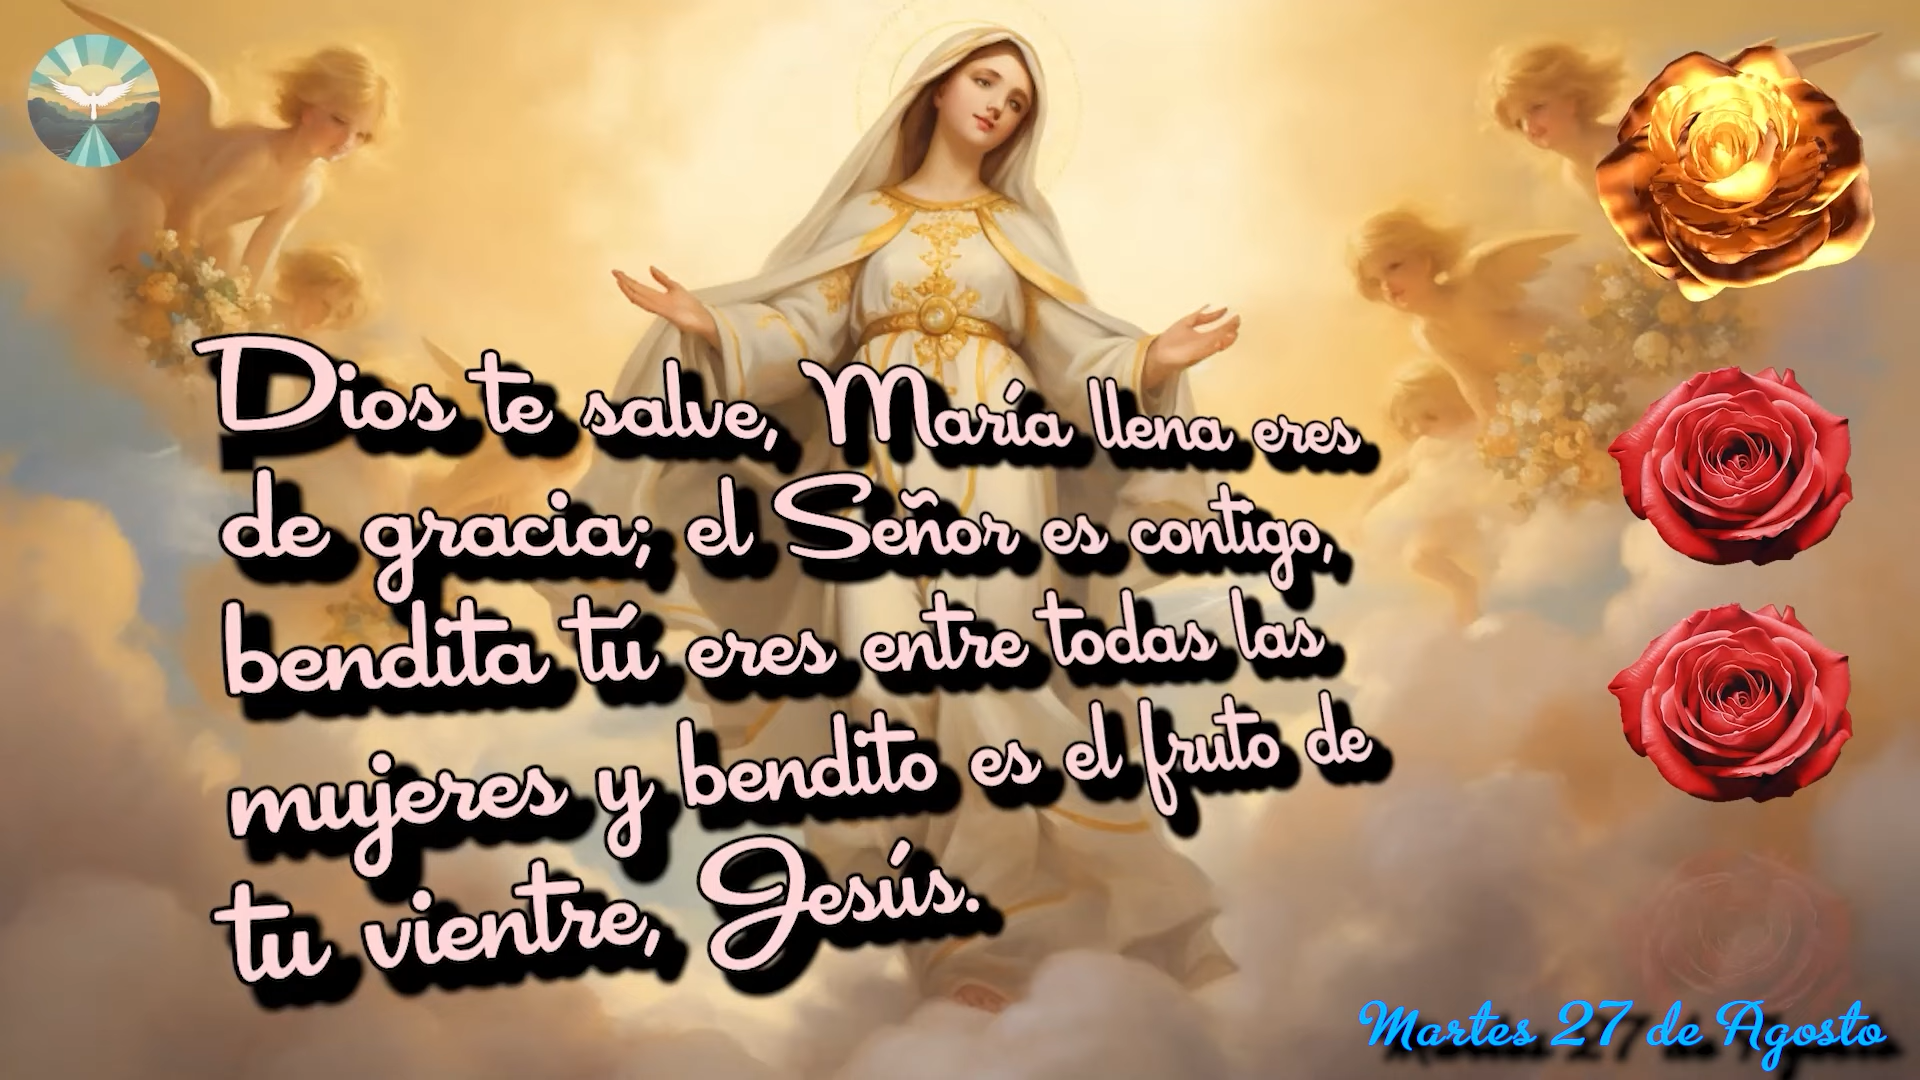 Dios te salve, María llena eres
de gracia; el Señor es contigo,
bendita tú eres entre todas las
mujeres y bendito es el fruto de
tu vientre, Jesús.
Martes 27 de Agosto